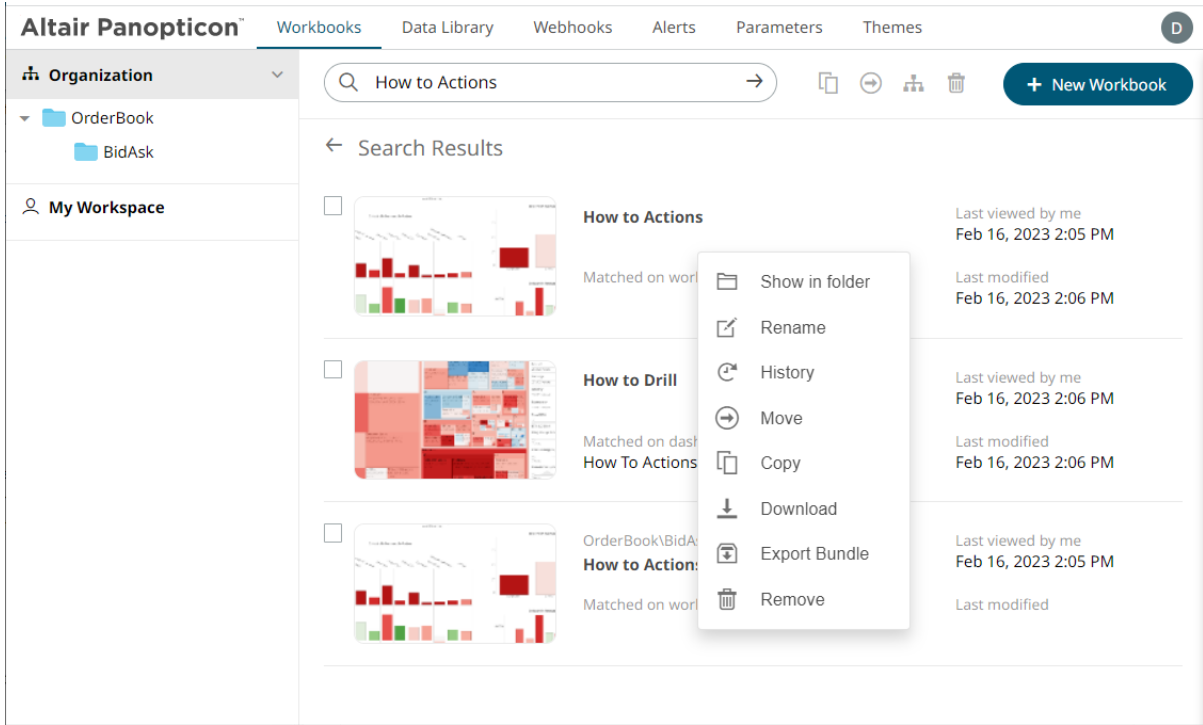 Altair Panopticon™
Workbooks Data Library Webhooks Alerts Parameters Themes D
Organization
OrderBook
BidAsk
My Workspace
How to Actions
+ New Workbook
Search Results
How to Actions
Matched on
Last viewed by me
Feb 16, 2023 2:05 PM
Last modified
Feb 16, 2023 2:06 PM
How to Drill
Matched on
How To Actions
Last viewed by me
Feb 16, 2023 2:06 PM
Last modified
Feb 16, 2023 2:06 PM
OrderBook\BidAs
How to Actions
Matched on
Last viewed by me
Feb 16, 2023 2:05 PM
Last modified
Show in folder
Rename
History
Move
Copy
Download
Export Bundle
Remove